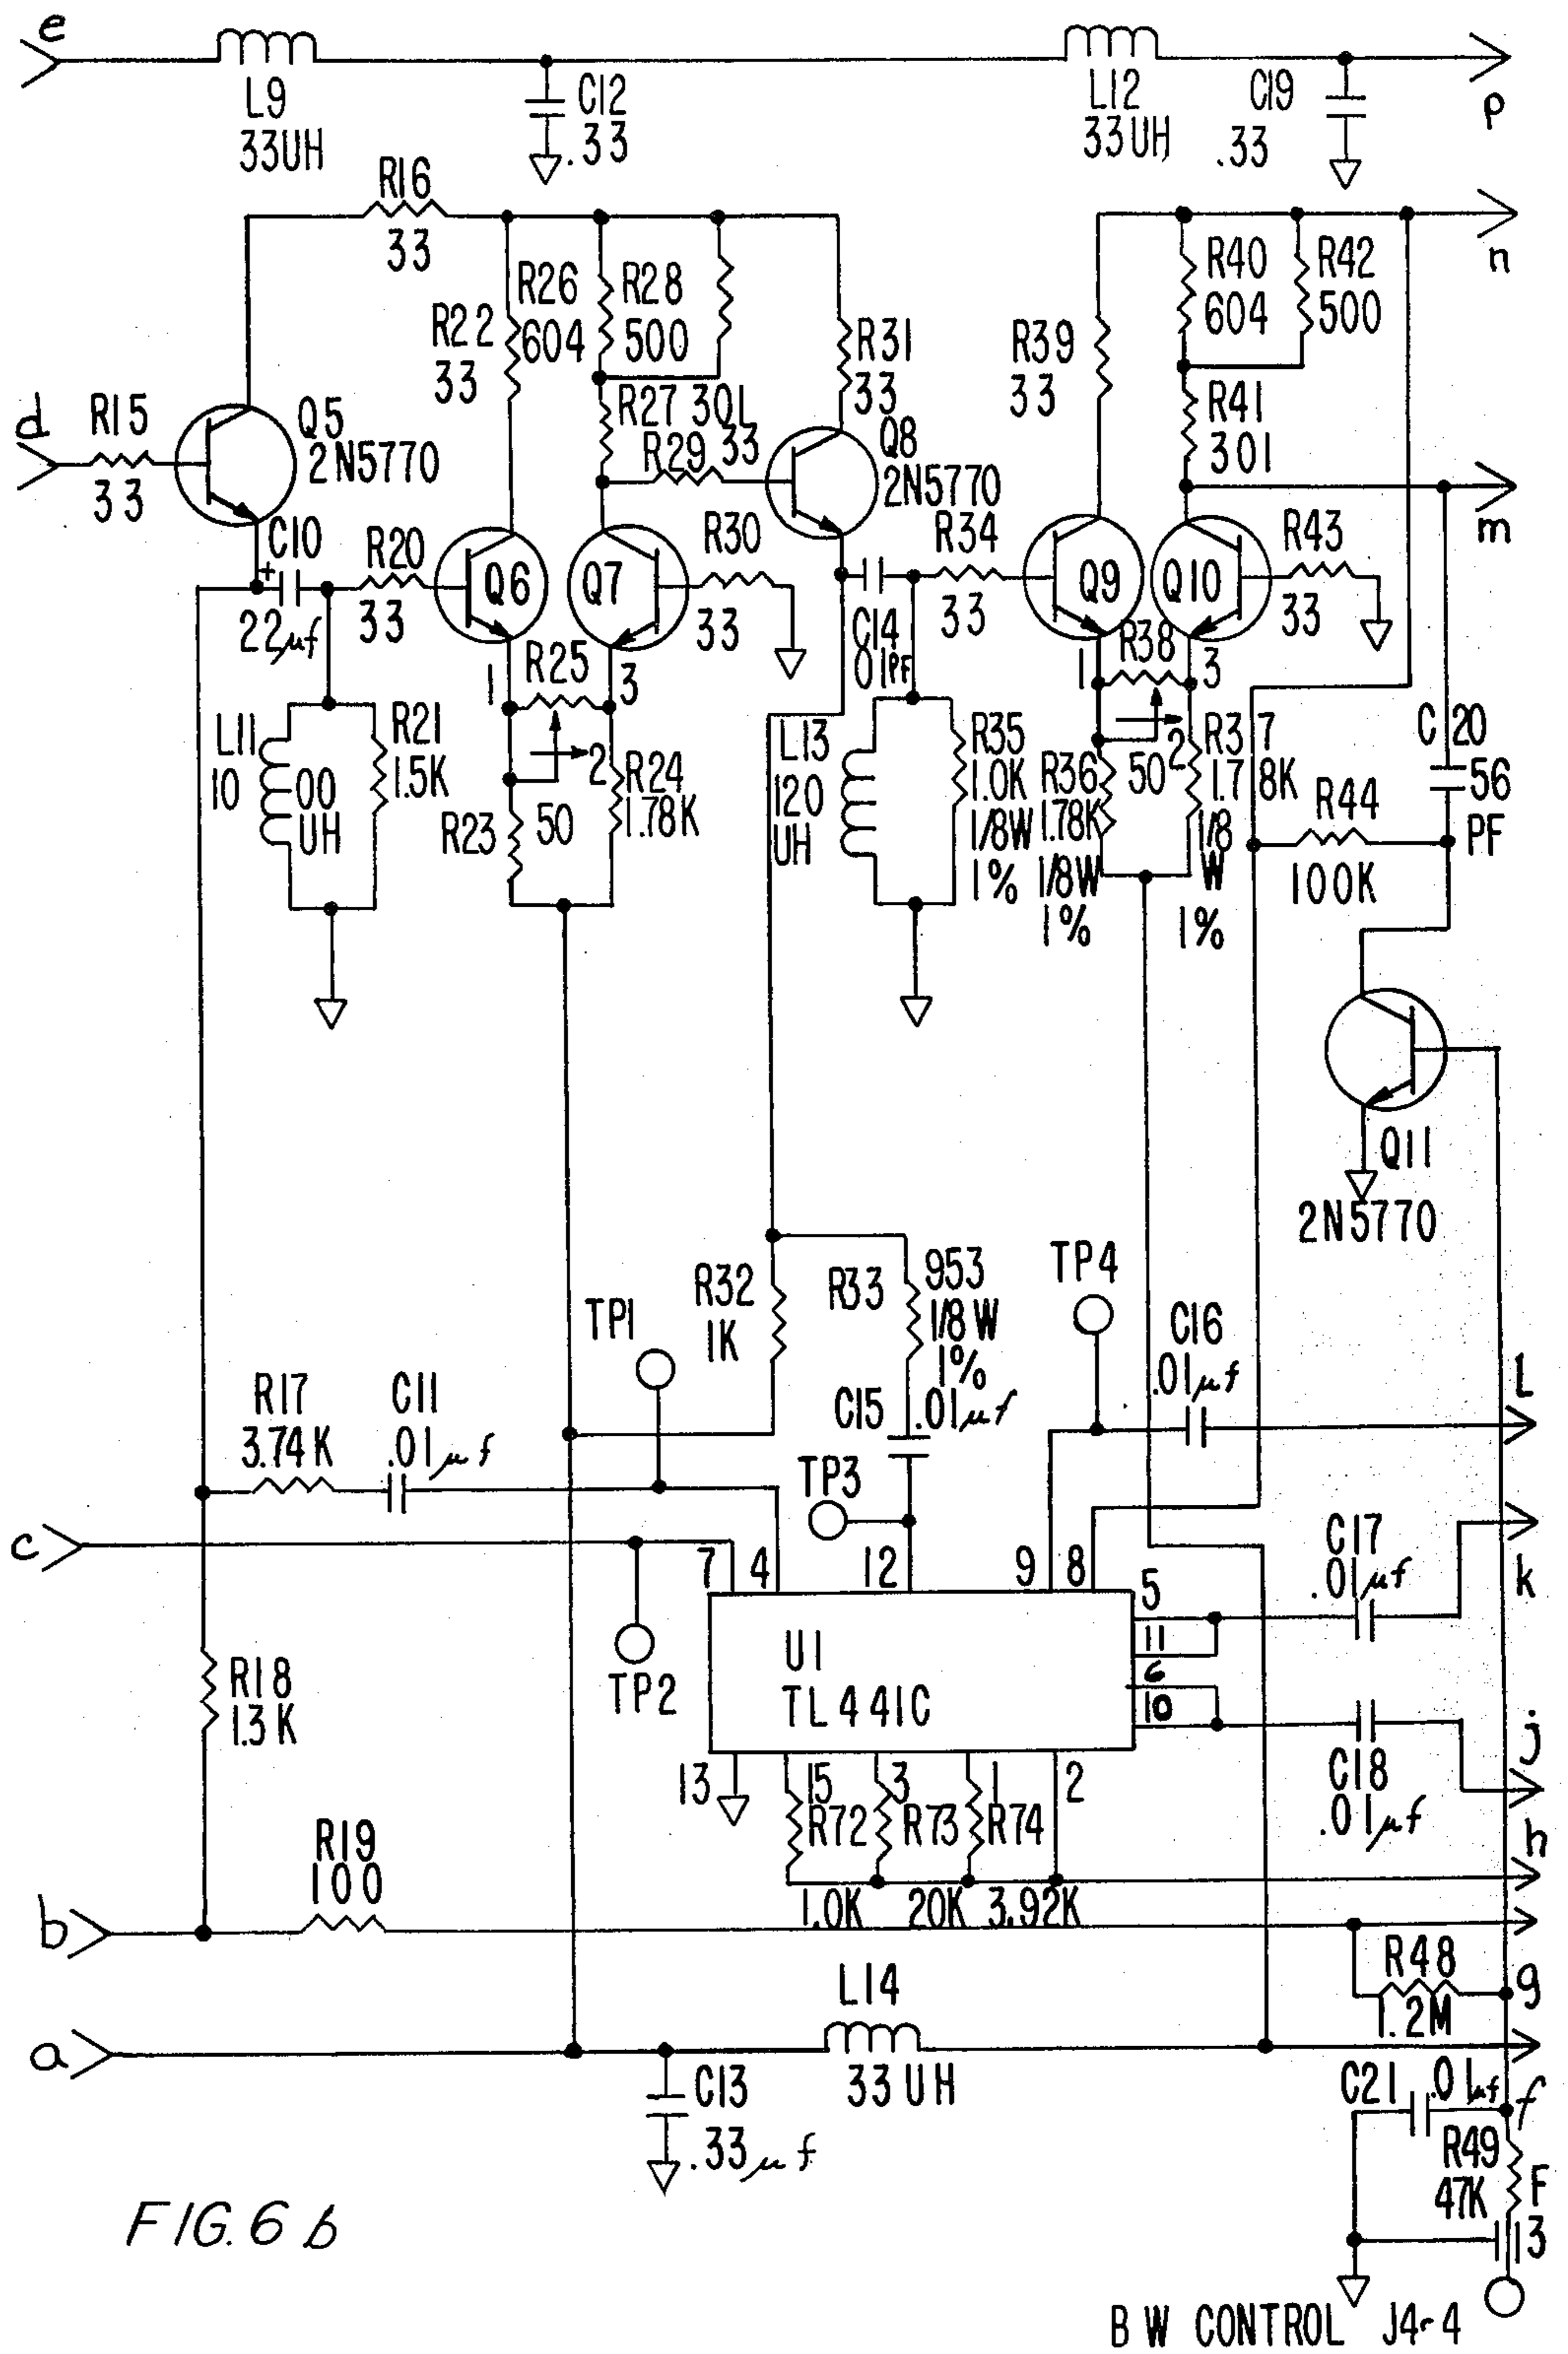 e
L9
33UH
C12
.33
L12
33UH
C19
.33
p
R16
33
n
R22
33
R26
604
R28
500
R31
33
R39
33
R40
604
R42
500
d
R15
33
Q5
2N5770
R27 301
R29 33
Q8
2N5770
R41
301
m
C10
+
22µf
R20
33
Q6
Q7
R30
33
R34
33
C14
01PF
Q9
Q10
R43
33
1
R25
3
2
50
1
R38
3
2
50
L11
1000
UH
R21
1.5K
R23
R24
1.78K
L13
120
UH
R35
1.0K
1/8W
1%
R36
1.78K
1/8W
1%
R37
1.78K
1/8
W
1%
C20
56
PF
R44
100K
Q11
2N5770
TP1
R32
1K
R33
953
1/8W
1%
TP4
C16
.01µf
L
R17
3.74K
C11
.01µf
C15
.01µf
TP3
c
7
4
12
9
8
C17
.01µf
k
5
11
6
10
U1
TL441C
TP2
R18
1.3K
j
C18
.01µf
13
15
3
1
2
R72
R73
R74
h
1.0K
20K
3.92K
R19
100
b
R48
1.2M
g
L14
33UH
a
C13
.33µf
C21
.01µf
f
R49
47K
F
3
FIG. 6b
BW CONTROL J4-4